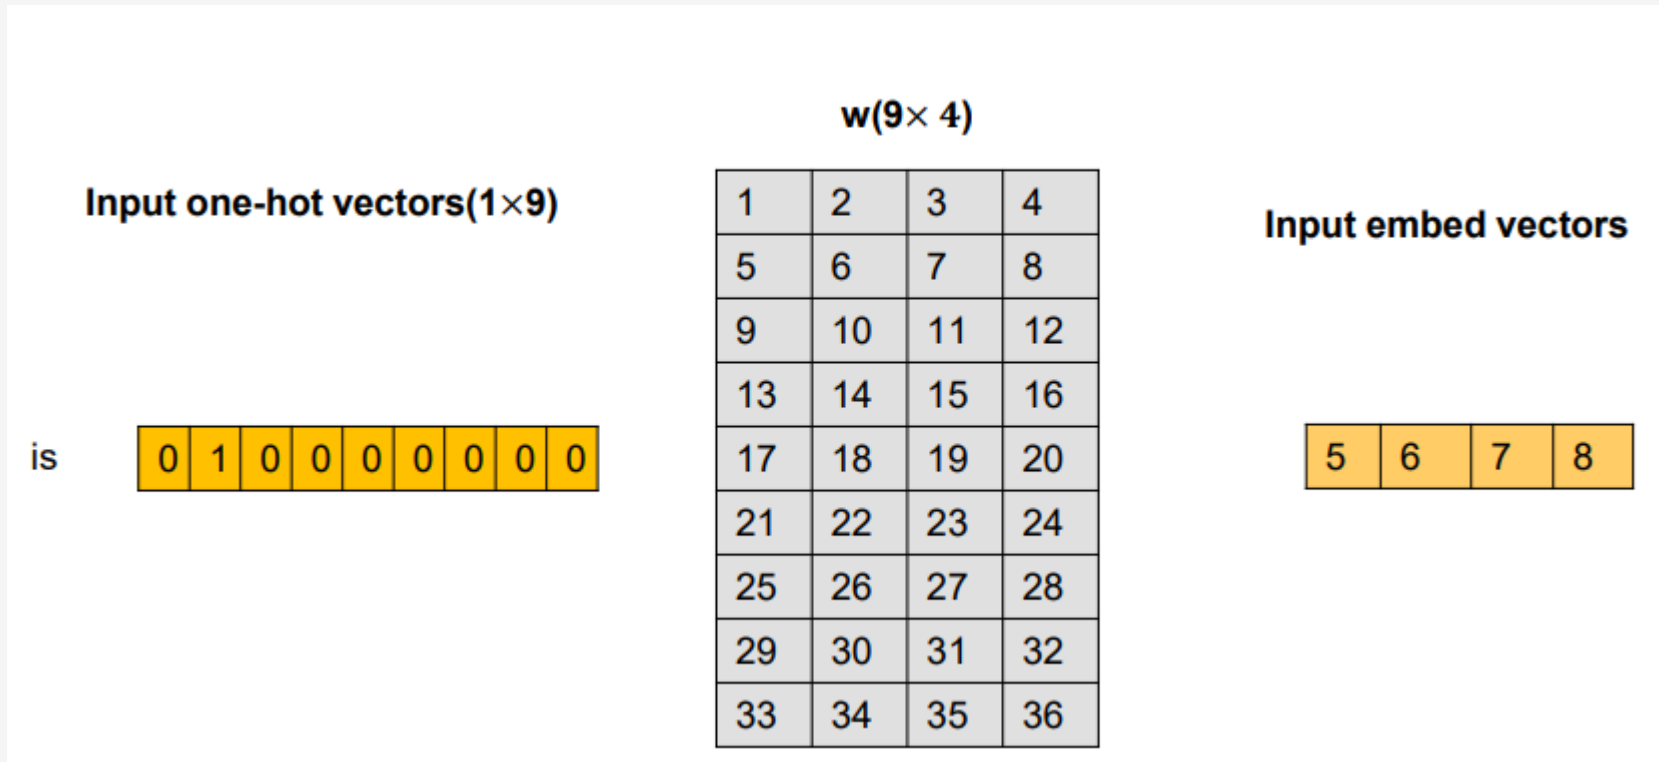 w(9× 4)
Input one-hot vectors(1×9)
Input embed vectors
1 2 3 4
5 6 7 8
9 10 11 12
13 14 15 16
17 18 19 20
21 22 23 24
25 26 27 28
29 30 31 32
33 34 35 36
is 0 1 0 0 0 0 0 0 0
5 6 7 8